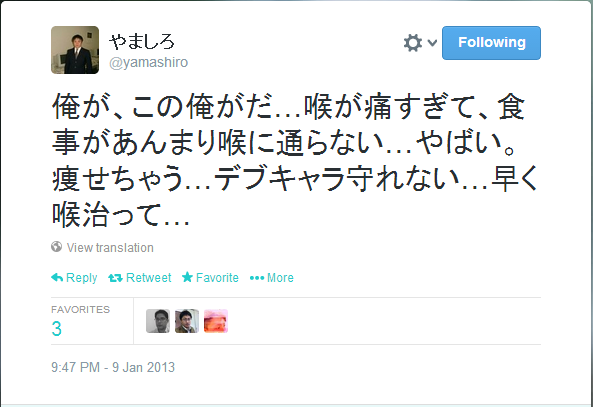 やましろ
@yamashiro
Following
俺が、この俺がだ…喉が痛すぎて、食
事があんまり喉に通らない…やばい。
痩せちゃう…デブキャラ守れない…早く
喉治って…
View translation
Reply Retweet Favorite More
FAVORITES
3
9:47 PM - 9 Jan 2013